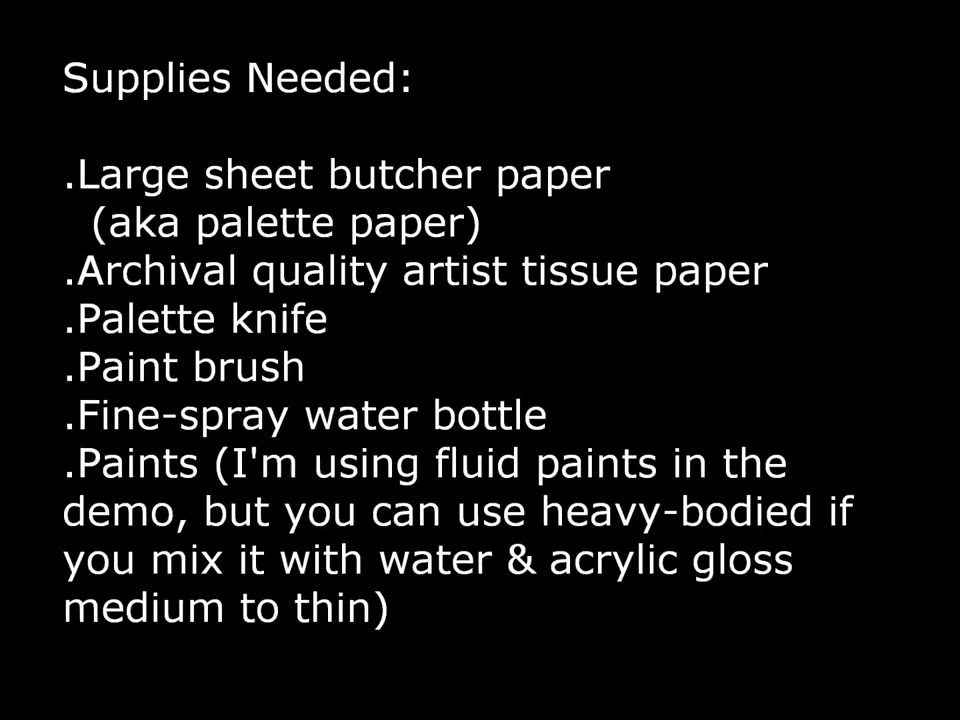 Supplies Needed:
.Large sheet butcher paper
(aka palette paper)
.Archival quality artist tissue paper
.Palette knife
.Paint brush
.Fine-spray water bottle
.Paints (I'm using fluid paints in the
demo, but you can use heavy-bodied if
you mix it with water & acrylic gloss
medium to thin)